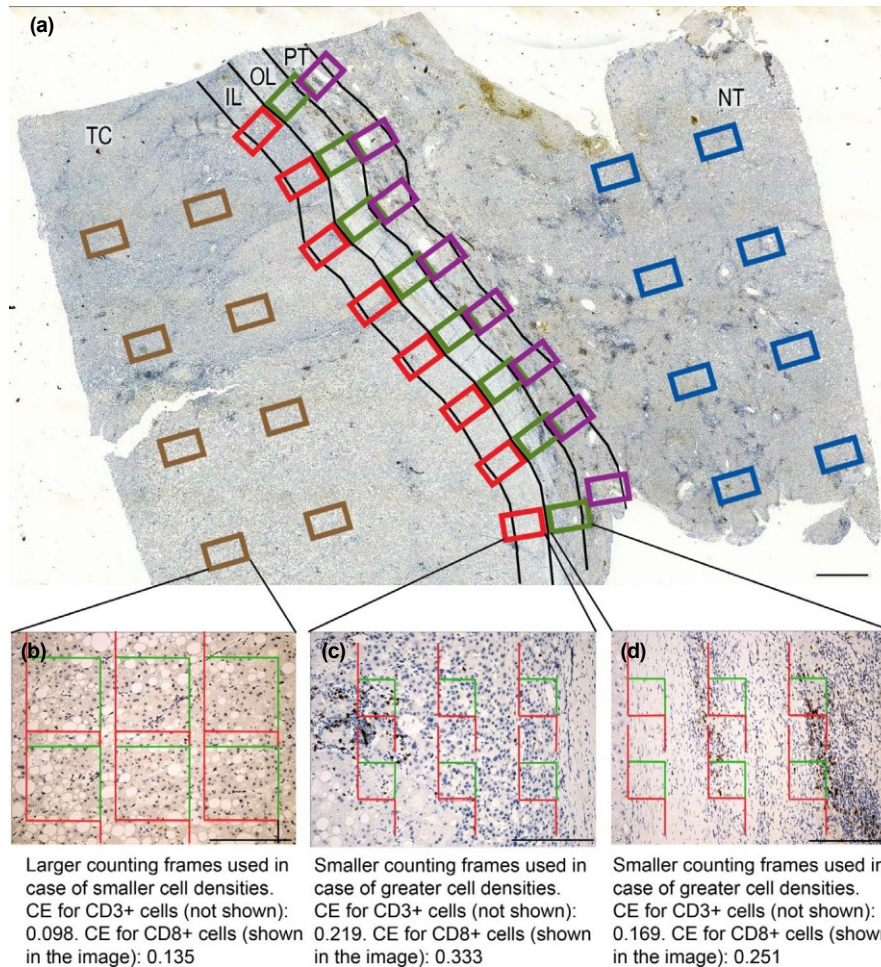 (a)
PT
OL
IL
TC
NT
(b)
(c)
(d)
Larger counting frames used in
case of smaller cell densities.
CE for CD3+ cells (not shown):
0.098. CE for CD8+ cells (shown
in the image): 0.135
Smaller counting frames used in
case of greater cell densities.
CE for CD3+ cells (not shown):
0.219. CE for CD8+ cells (shown
in the image): 0.333
Smaller counting frames used in
case of greater cell densities.
CE for CD3+ cells (not shown):
0.169. CE for CD8+ cells (shown
in the image): 0.251